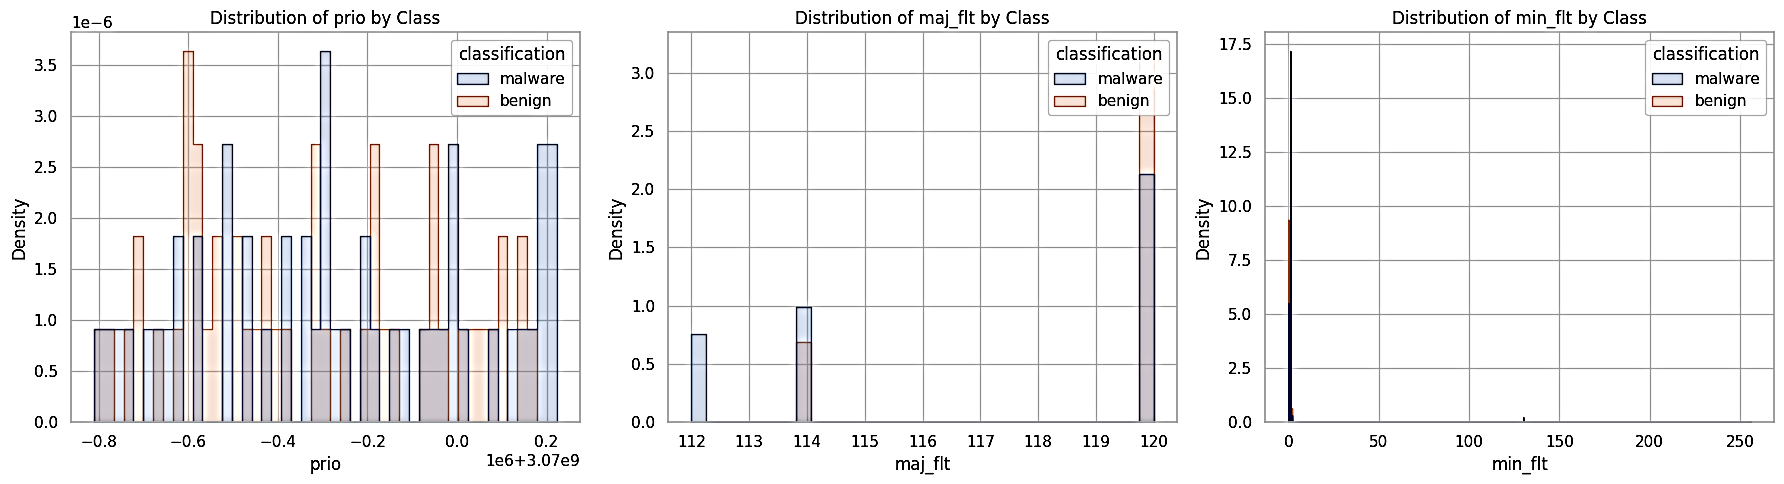 Distribution of prio by Class
1e−6
classification
malware
benign
3.5
3.0
2.5
2.0
1.5
1.0
0.5
0.0
Density
−0.8
−0.6
−0.4
−0.2
0.0
0.2
1e6+3.07e9
prio
Distribution of maj_flt by Class
classification
malware
benign
3.0
2.5
2.0
1.5
1.0
0.5
0.0
Density
112
113
114
115
116
117
118
119
120
maj_flt
Distribution of min_flt by Class
classification
malware
benign
17.5
15.0
12.5
10.0
7.5
5.0
2.5
0.0
Density
0
50
100
150
200
250
min_flt